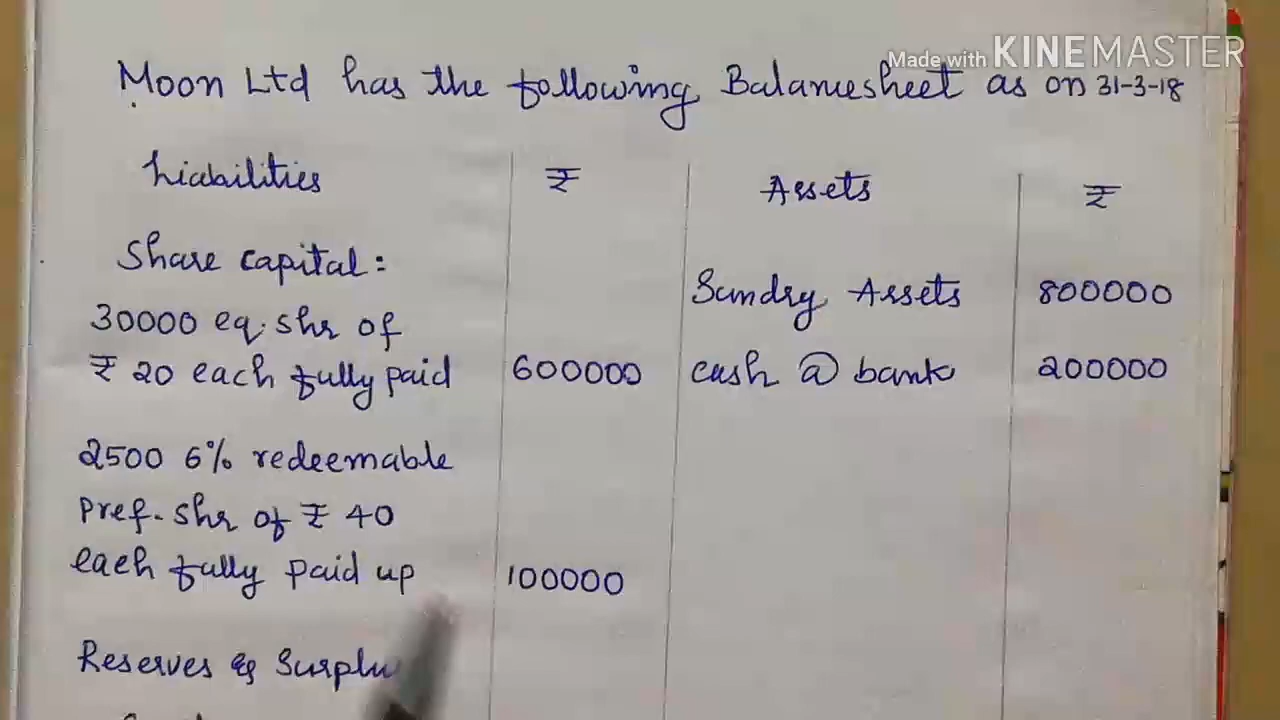 Made with KINEMASTER
Moon Ltd has the following Balancesheet as on 31-3-18
Liabilities ₹ Assets ₹
Share capital:
Sundry Assets 800000
30000 eq. shr of
₹ 20 each fully paid 600000 cash @ bank 200000
2500 6% redeemable
Pref. shr of ₹ 40
each fully paid up 100000
Reserves & Surplu